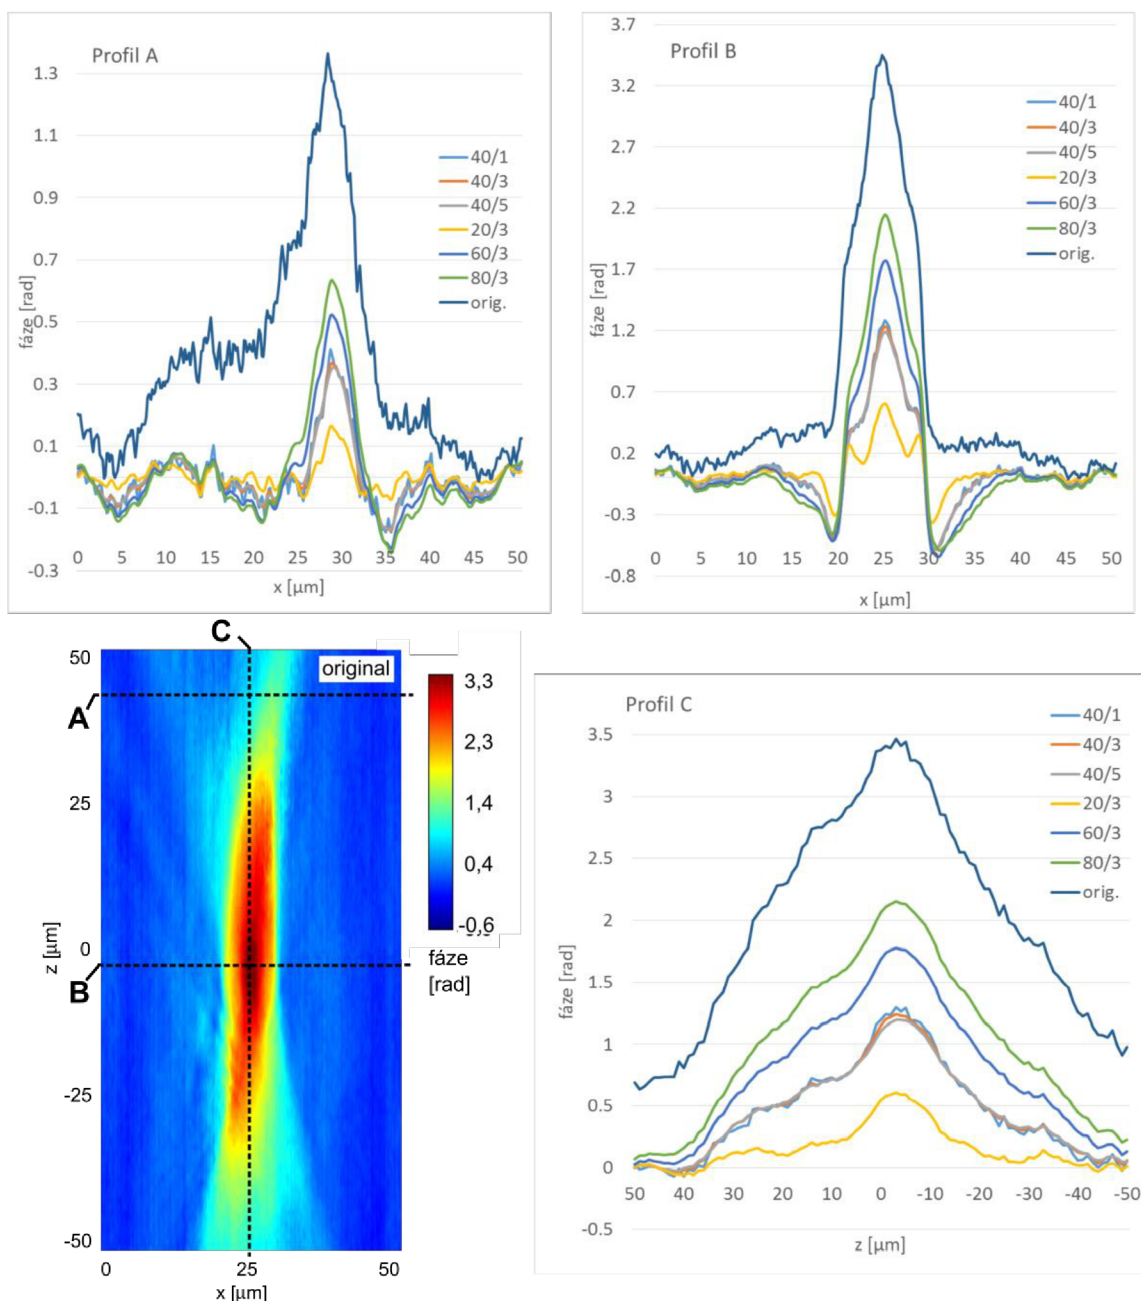 Profil A
1.3
1.1
0.9
0.7
0.5
0.3
0.1
-0.1
-0.3
fáze [rad]
40/1
40/3
40/5
20/3
60/3
80/3
orig.
0 5 10 15 20 25 30 35 40 45 50
x [µm]
Profil B
3.7
3.2
2.7
2.2
1.7
1.2
0.7
0.2
-0.3
-0.8
fáze [rad]
40/1
40/3
40/5
20/3
60/3
80/3
orig.
0 5 10 15 20 25 30 35 40 45 50
x [µm]
C
original
A
B
50
25
0
-25
-50
z [µm]
0 25 50
x [µm]
3,3
2,3
1,4
0,4
-0,6
fáze
[rad]
Profil C
3.5
3
2.5
2
1.5
1
0.5
0
-0.5
fáze [rad]
40/1
40/3
40/5
20/3
60/3
80/3
orig.
50 40 30 20 10 0 -10 -20 -30 -40 -50
z [µm]